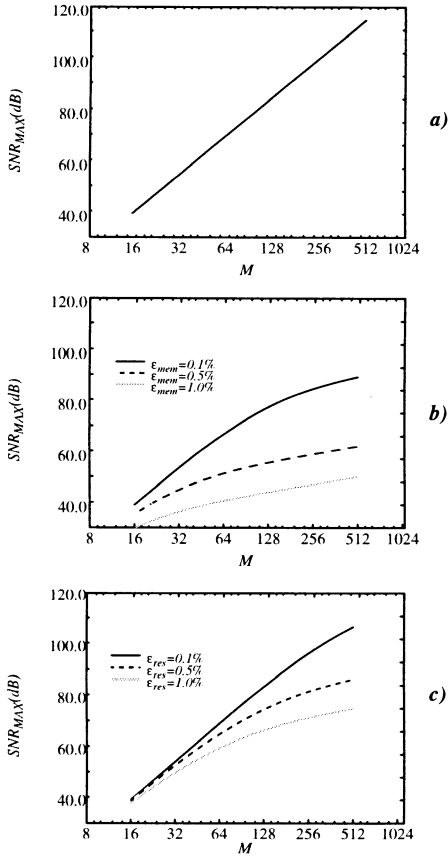 120.0
100.0
80.0
60.0
40.0
SNR_MAX(dB)
8 16 32 64 128 256 512 1024
M
a)
120.0
100.0
80.0
60.0
40.0
SNR_MAX(dB)
ε_mem=0.1%
ε_mem=0.5%
ε_mem=1.0%
8 16 32 64 128 256 512 1024
M
b)
120.0
100.0
80.0
60.0
40.0
SNR_MAX(dB)
ε_res=0.1%
ε_res=0.5%
ε_res=1.0%
8 16 32 64 128 256 512 1024
M
c)